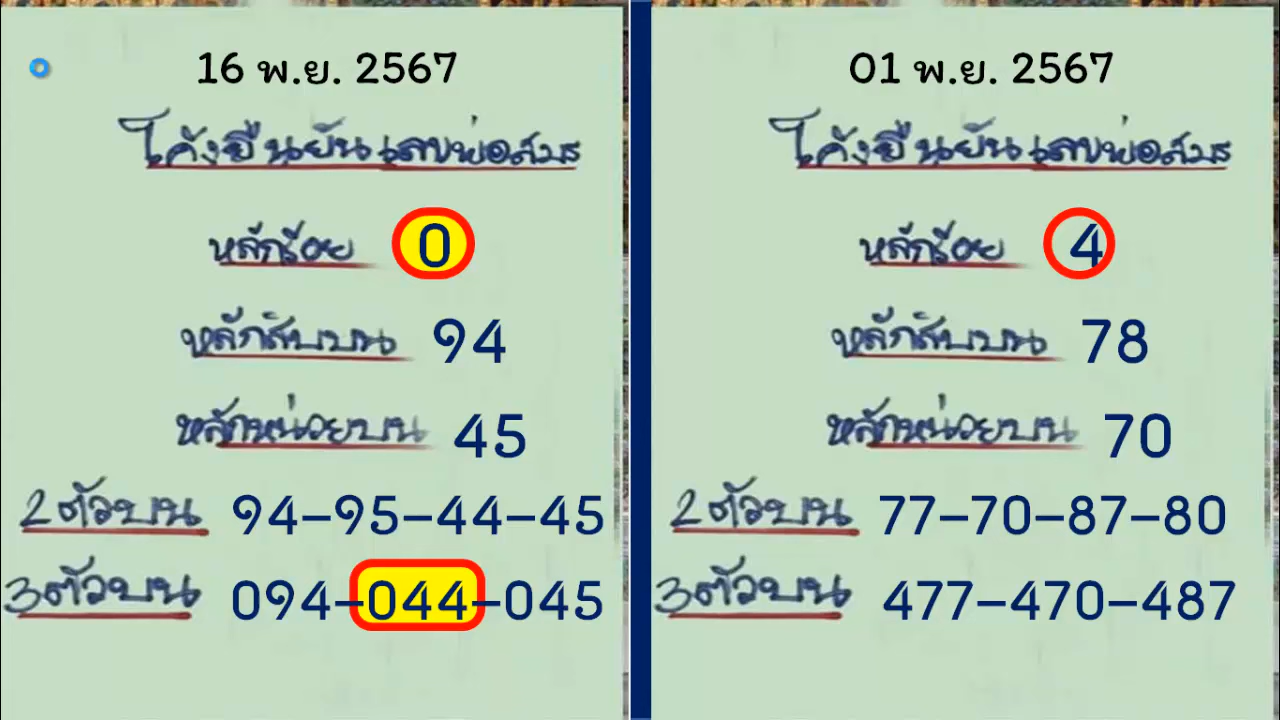 16 พ.ย. 2567
โค้งยืนยันเลขพ่อสมร
หลักร้อย 0
หลักสิบบน 94
หลักหน่วยบน 45
2ตัวบน 94–95–44–45
3ตัวบน 094–044–045
01 พ.ย. 2567
โค้งยืนยันเลขพ่อสมร
หลักร้อย 4
หลักสิบบน 78
หลักหน่วยบน 70
2ตัวบน 77–70–87–80
3ตัวบน 477–470–487